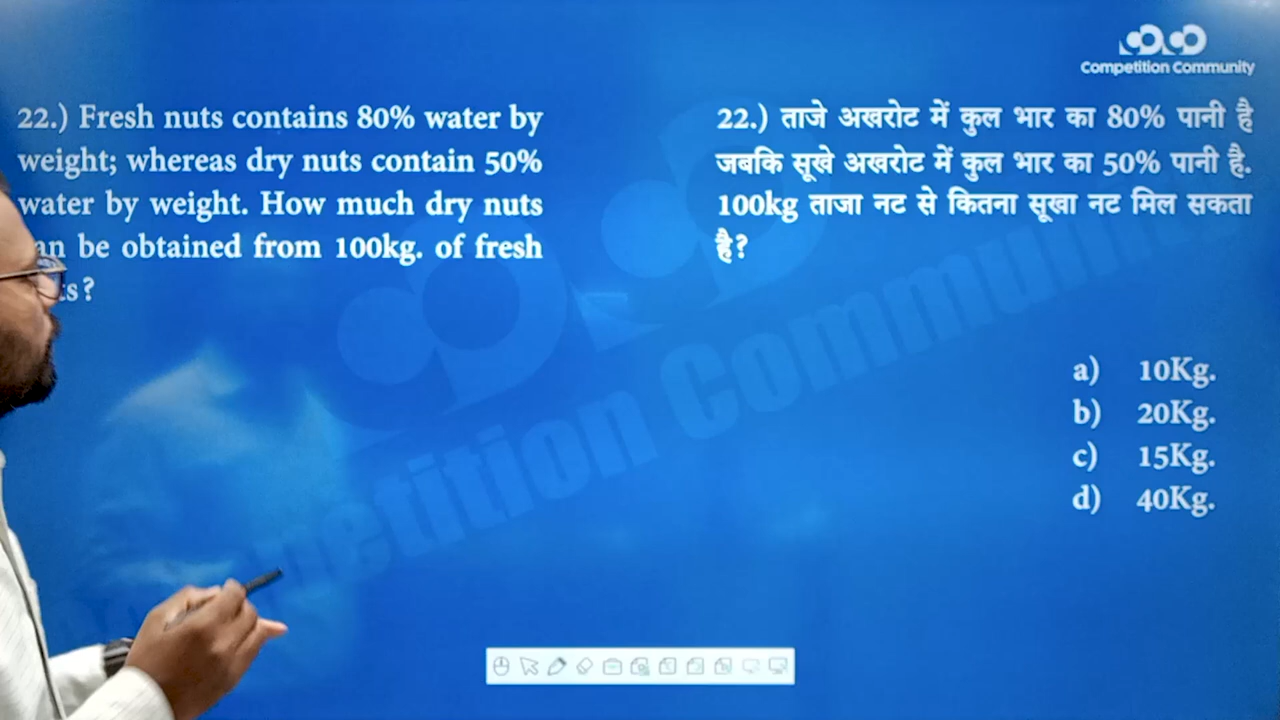 Competition Community
22.) Fresh nuts contains 80% water by
weight; whereas dry nuts contain 50%
water by weight. How much dry nuts
be obtained from 100kg. of fresh
22.) ताजे अखरोट में कुल भार का 80% पानी है
जबकि सूखे अखरोट में कुल भार का 50% पानी है.
100kg ताजा नट से कितना सूखा नट मिल सकता
है?
a) 10Kg.
b) 20Kg.
c) 15Kg.
d) 40Kg.